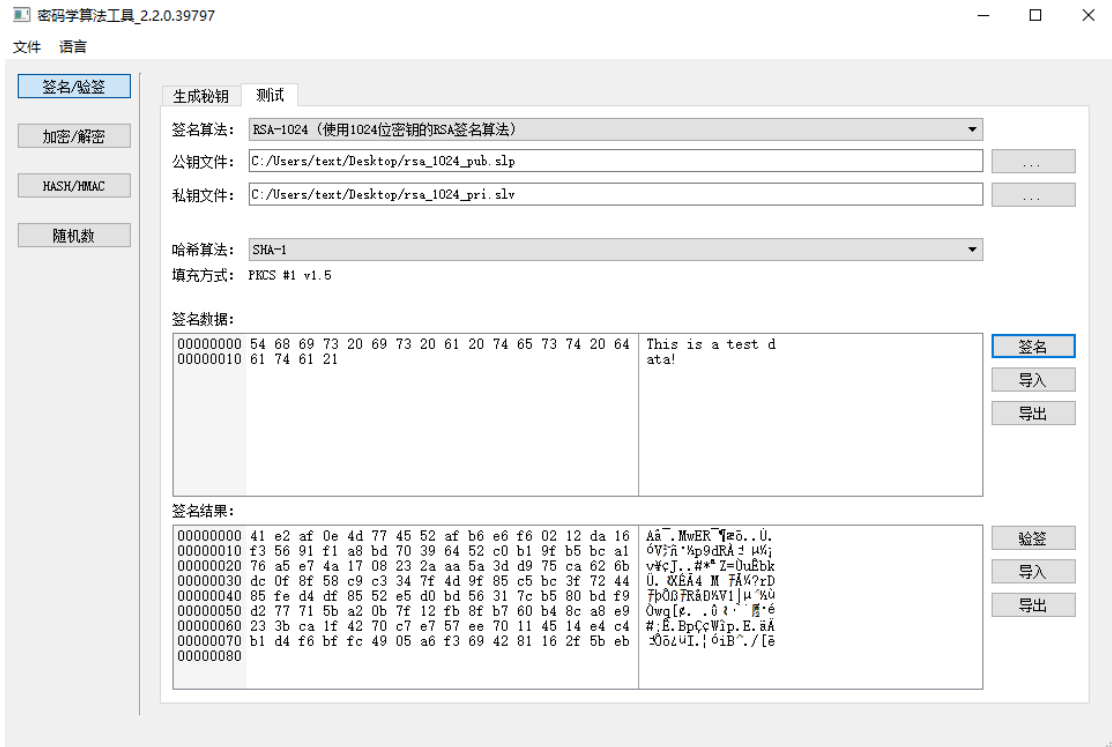 密码学算法工具_2.2.0.39797
文件 语言
签名/验签
加密/解密
HASH/HMAC
随机数
生成秘钥 测试
签名算法: RSA-1024 (使用1024位密钥的RSA签名算法)
公钥文件: C:/Users/text/Desktop/rsa_1024_pub.slp ...
私钥文件: C:/Users/text/Desktop/rsa_1024_pri.slv ...
哈希算法: SHA-1
填充方式: PKCS #1 v1.5
签名数据:
00000000 54 68 69 73 20 69 73 20 61 20 74 65 73 74 20 64 This is a test d
00000010 61 74 61 21 ata!
签名
导入
导出
签名结果:
00000000 41 e2 af 0e 4d 77 45 52 af b6 e6 f6 02 12 da 16 Aâ¯.MwER¯¶æö..Ú.
00000010 f3 56 91 f1 a8 bd 70 39 64 52 c0 b1 9f b5 bc a1
00000020 76 a5 e7 4a 17 08 23 2a aa 5a 3d d9 75 ca 62 6b v¥çJ..#*ªZ=ÙuÊbk
00000030 dc 0f 8f 58 c9 c3 34 7f 4d 9f 85 c5 bc 3f 72 44
00000040 85 fe d4 df 85 52 e5 d0 bd 56 31 7c b5 80 bd f9
00000050 d2 77 71 5b a2 0b 7f 12 fb 8f b7 60 b4 8c a8 e9
00000060 23 3b ca 1f 42 70 c7 e7 57 ee 70 11 45 14 e4 c4 #;Ê.BpÇçWîp.E.äÄ
00000070 b1 d4 f6 bf fc 49 05 a6 f3 69 42 81 16 2f 5b eb
00000080
验签
导入
导出